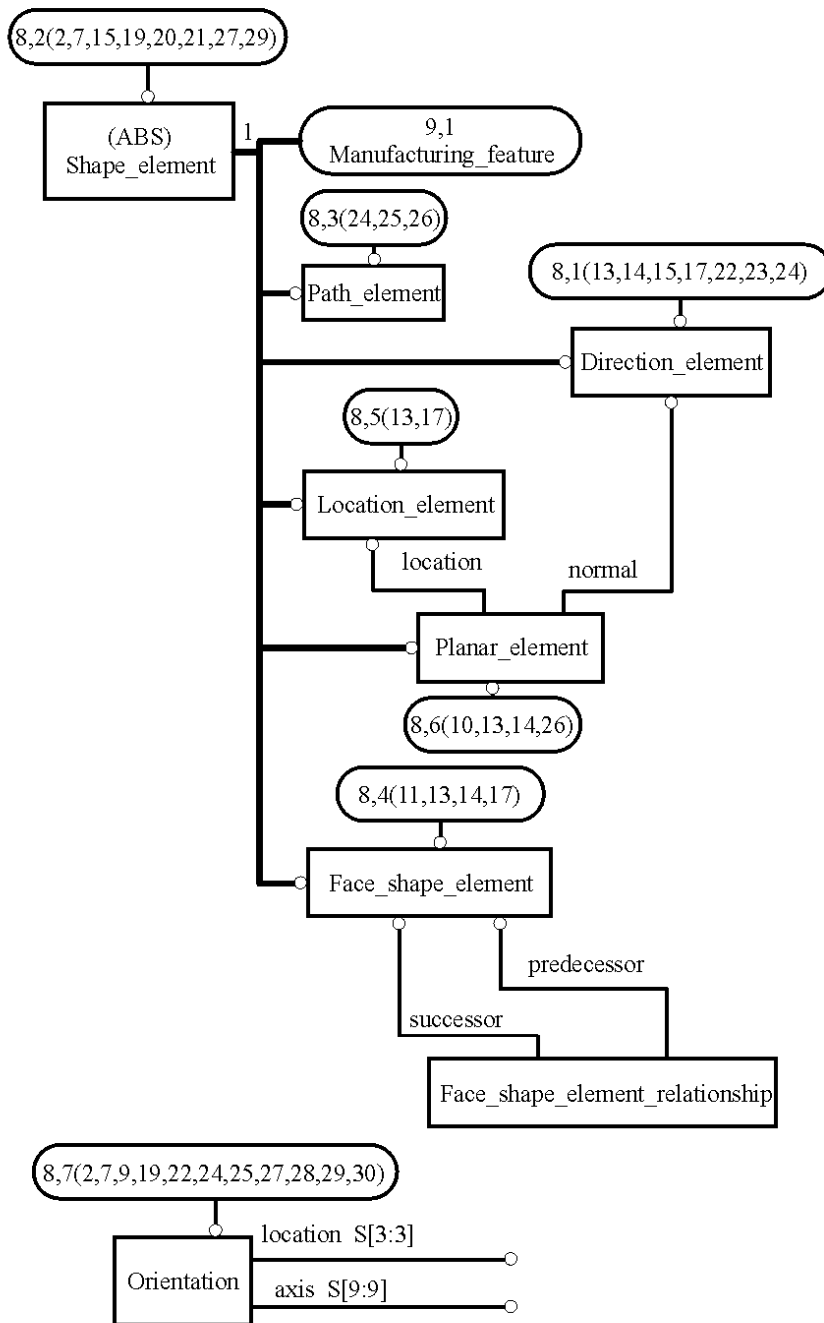 8,2(2,7,15,19,20,21,27,29)
(ABS)
Shape_element
1
9,1
Manufacturing_feature
8,3(24,25,26)
Path_element
8,1(13,14,15,17,22,23,24)
Direction_element
8,5(13,17)
Location_element
location
normal
Planar_element
8,6(10,13,14,26)
8,4(11,13,14,17)
Face_shape_element
predecessor
successor
Face_shape_element_relationship
8,7(2,7,9,19,22,24,25,27,28,29,30)
location S[3:3]
Orientation
axis S[9:9]